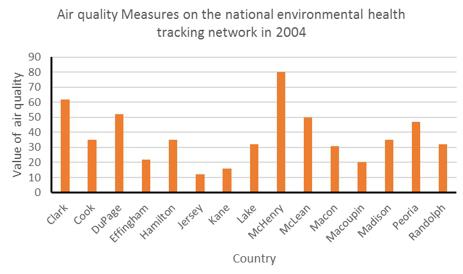 Air quality Measures on the national environmental health
tracking network in 2004
Value of air quality
90
80
70
60
50
40
30
20
10
0
Clark
Cook
DuPage
Effingham
Hamilton
Jersey
Kane
Lake
McHenry
McLean
Macon
Macoupin
Madison
Peoria
Randolph
Country